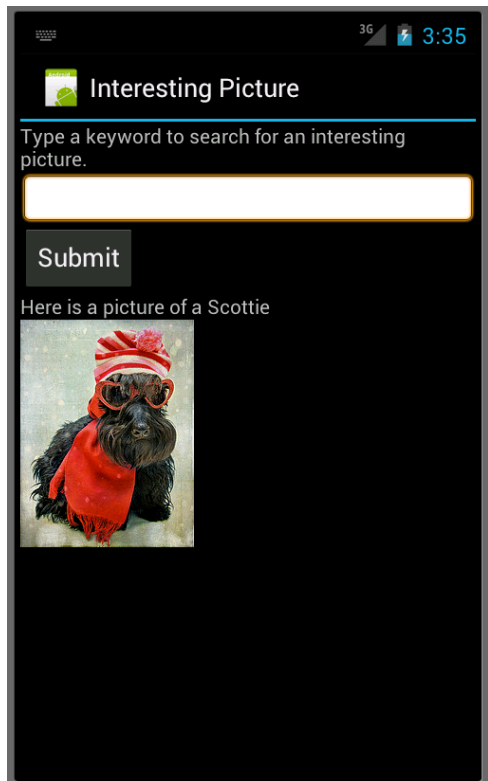 3G 3:35
Interesting Picture
Type a keyword to search for an interesting
picture.
Submit
Here is a picture of a Scottie